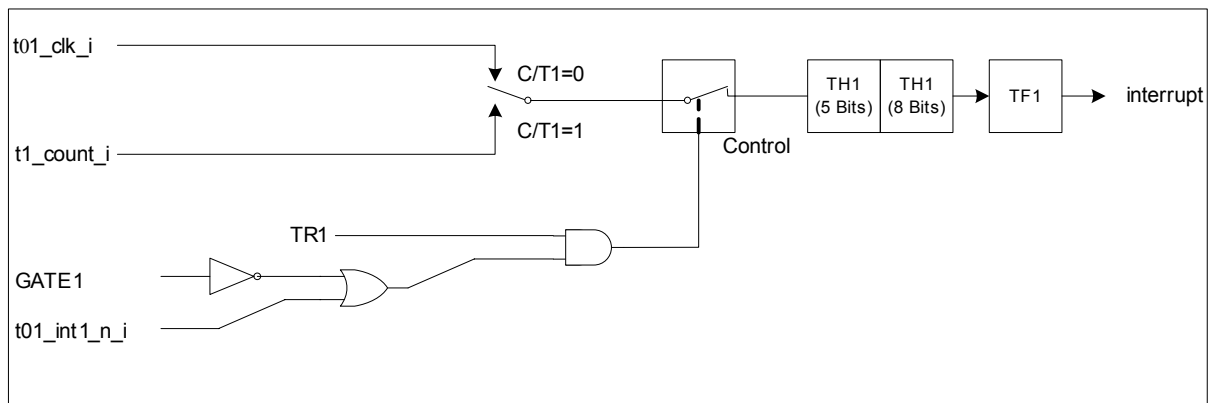 t01_clk_i
C/T1=0
C/T1=1
t1_count_i
Control
TH1
(5 Bits)
TH1
(8 Bits)
TF1
interrupt
TR1
GATE1
t01_int1_n_i